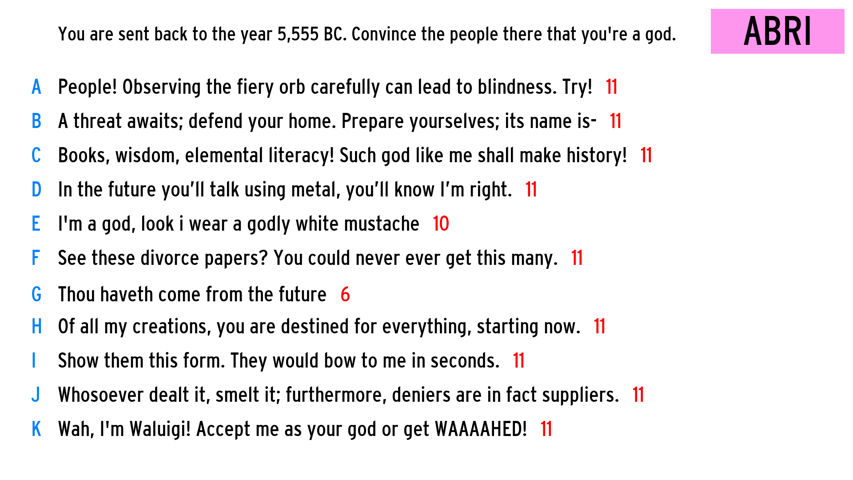 You are sent back to the year 5,555 BC. Convince the people there that you're a god.
ABRI
A People! Observing the fiery orb carefully can lead to blindness. Try! 11
B A threat awaits; defend your home. Prepare yourselves; its name is- 11
C Books, wisdom, elemental literacy! Such god like me shall make history! 11
D In the future you’ll talk using metal, you’ll know I’m right. 11
E I'm a god, look i wear a godly white mustache 10
F See these divorce papers? You could never ever get this many. 11
G Thou haveth come from the future 6
H Of all my creations, you are destined for everything, starting now. 11
I Show them this form. They would bow to me in seconds. 11
J Whosoever dealt it, smelt it; furthermore, deniers are in fact suppliers. 11
K Wah, I'm Waluigi! Accept me as your god or get WAAAAHED! 11